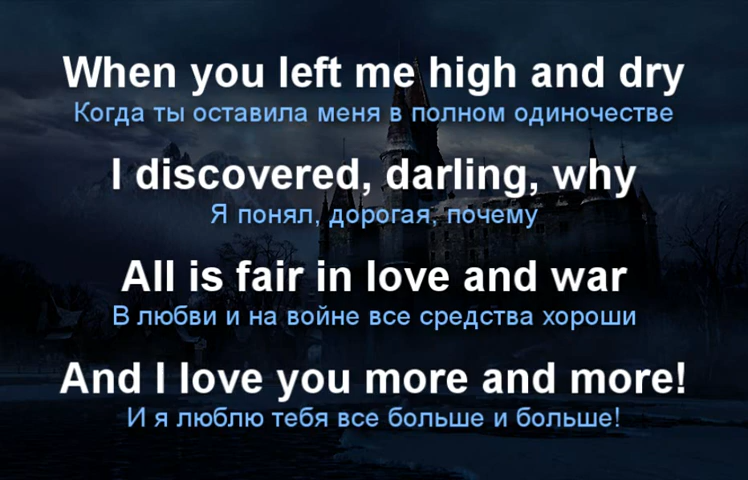 When you left me high and dry
Когда ты оставила меня в полном одиночестве
I discovered, darling, why
Я понял, дорогая, почему
All is fair in love and war
В любви и на войне все средства хороши
And I love you more and more!
И я люблю тебя все больше и больше!